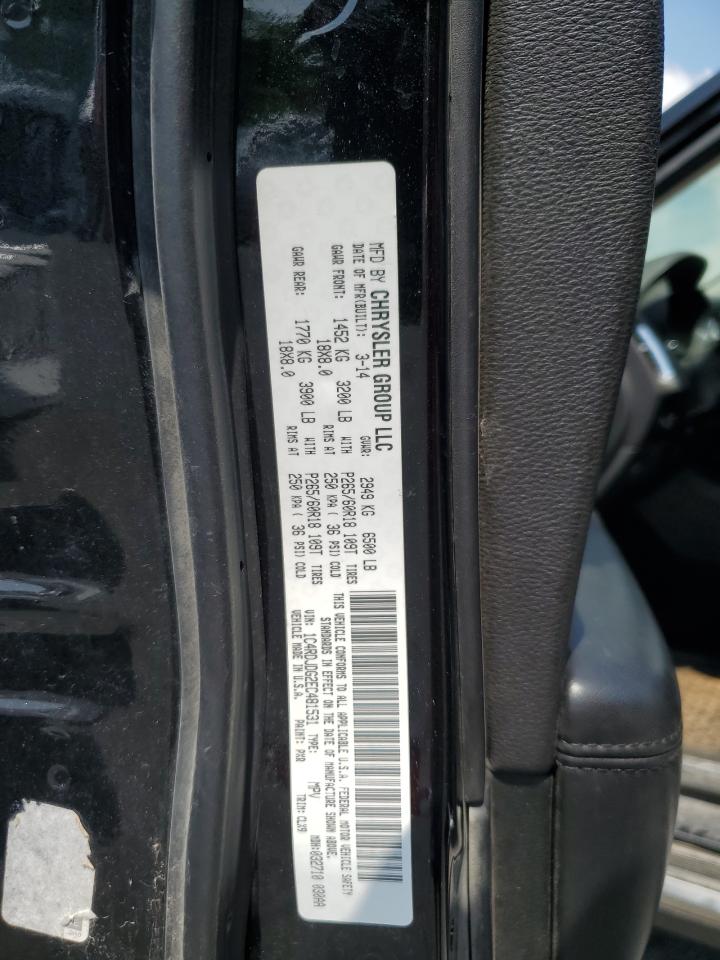 MFD BY CHRYSLER GROUP LLC
DATE OF MFR(BUILT): 3-14 GVWR: 2949 KG 6500 LB
GAWR FRONT: 1452 KG 3200 LB WITH P265/60R18 109T TIRES
18X8.0 RIMS AT 250 KPA ( 36 PSI) COLD
GAWR REAR: 1770 KG 3900 LB WITH P265/60R18 109T TIRES
18X8.0 RIMS AT 250 KPA ( 36 PSI) COLD
THIS VEHICLE CONFORMS TO ALL APPLICABLE U.S.A. FEDERAL MOTOR VEHICLE SAFETY
STANDARDS IN EFFECT ON THE DATE OF MANUFACTURE SHOWN ABOVE.
VIN: 1C4RDJDG2EC481531 TYPE: MPV MDH:032710 030AA
VEHICLE MADE IN U.S.A. PAINT: PXR TRIM: CLX9